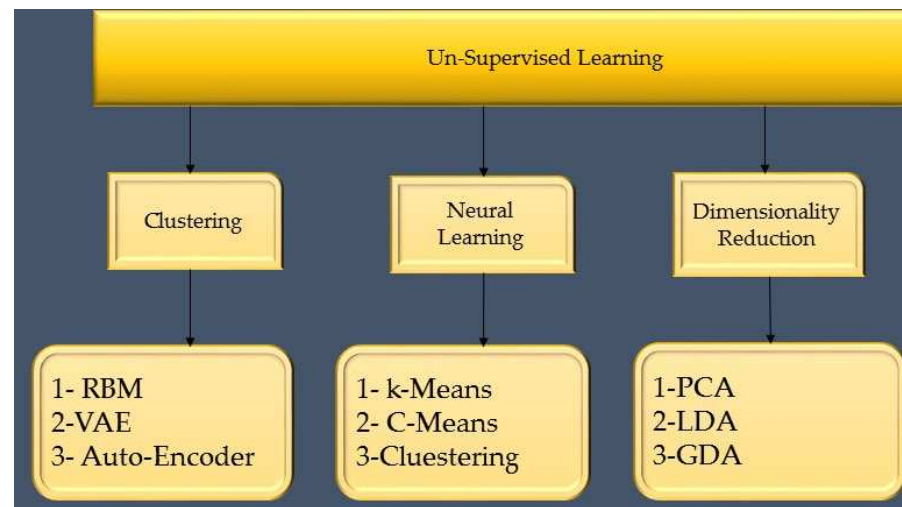 Un-Supervised Learning
Clustering
Neural
Learning
Dimensionality
Reduction
1- RBM
2-VAE
3- Auto-Encoder
1- k-Means
2- C-Means
3-Cluestering
1-PCA
2-LDA
3-GDA